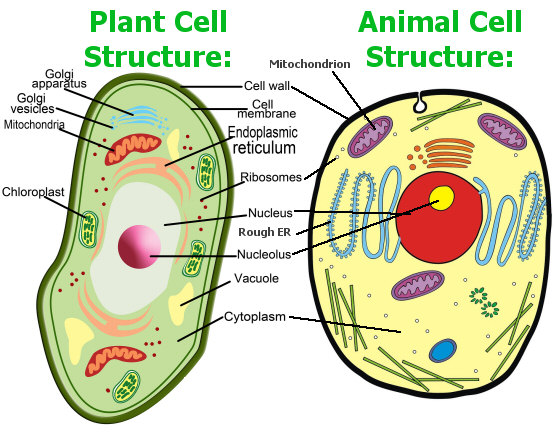 Plant Cell
Structure:
Animal Cell
Structure:
Golgi
apparatus
Golgi
vesicles
Mitochondria
Chloroplast
Mitochondrion
Cell wall
Cell
membrane
Endoplasmic
reticulum
Ribosomes
Nucleus
Rough ER
Nucleolus
Vacuole
Cytoplasm